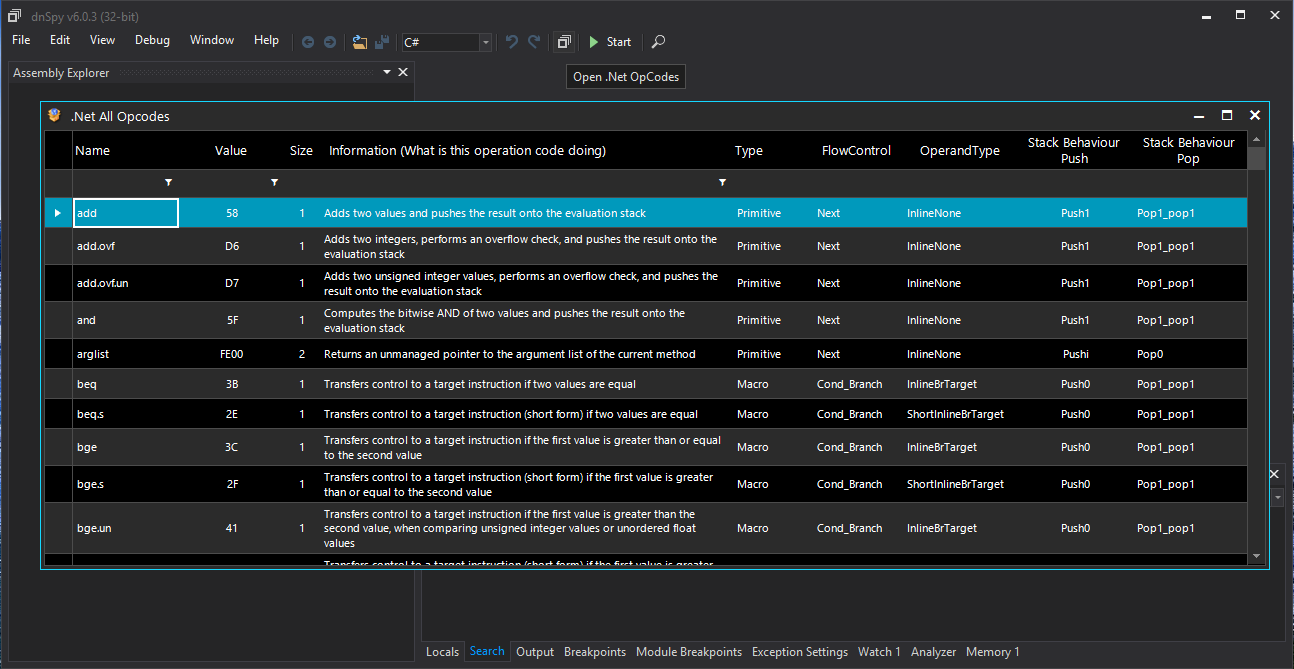 dnSpy v6.0.3 (32-bit)
File Edit View Debug Window Help C# Start
Assembly Explorer
Open .Net OpCodes
.Net All Opcodes
Name Value Size Information (What is this operation code doing) Type FlowControl OperandType Stack Behaviour Push Stack Behaviour Pop
add 58 1 Adds two values and pushes the result onto the evaluation stack Primitive Next InlineNone Push1 Pop1_pop1
add.ovf D6 1 Adds two integers, performs an overflow check, and pushes the result onto the
evaluation stack Primitive Next InlineNone Push1 Pop1_pop1
add.ovf.un D7 1 Adds two unsigned integer values, performs an overflow check, and pushes the
result onto the evaluation stack Primitive Next InlineNone Push1 Pop1_pop1
and 5F 1 Computes the bitwise AND of two values and pushes the result onto the
evaluation stack Primitive Next InlineNone Push1 Pop1_pop1
arglist FE00 2 Returns an unmanaged pointer to the argument list of the current method Primitive Next InlineNone Pushi Pop0
beq 3B 1 Transfers control to a target instruction if two values are equal Macro Cond_Branch InlineBrTarget Push0 Pop1_pop1
beq.s 2E 1 Transfers control to a target instruction (short form) if two values are equal Macro Cond_Branch ShortInlineBrTarget Push0 Pop1_pop1
bge 3C 1 Transfers control to a target instruction if the first value is greater than or equal
to the second value Macro Cond_Branch InlineBrTarget Push0 Pop1_pop1
bge.s 2F 1 Transfers control to a target instruction (short form) if the first value is greater
than or equal to the second value Macro Cond_Branch ShortInlineBrTarget Push0 Pop1_pop1
bge.un 41 1 Transfers control to a target instruction if the first value is greater than the
second value, when comparing unsigned integer values or unordered float
values Macro Cond_Branch InlineBrTarget Push0 Pop1_pop1
Transfers control to a target instruction (short form) if the first value is greater
Locals Search Output Breakpoints Module Breakpoints Exception Settings Watch 1 Analyzer Memory 1